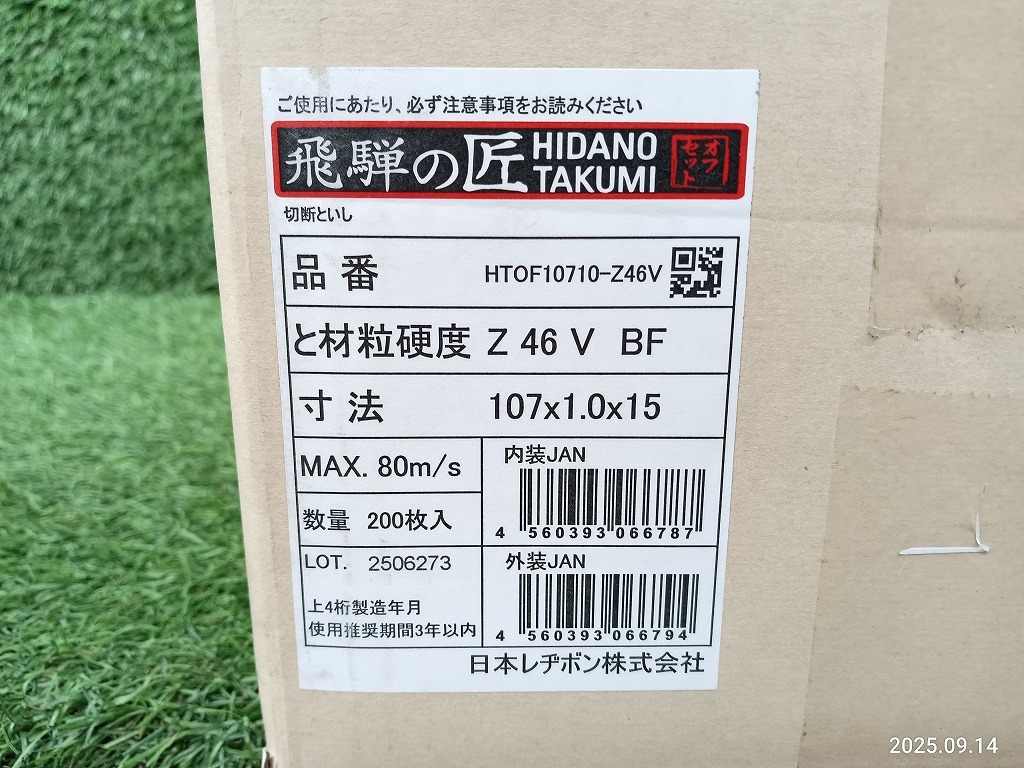 ご使用にあたり、必ず注意事項をお読みください
飛騨の匠 HIDANO TAKUMI オフセット
切断といし
品番 HTOF10710-Z46V
と材粒硬度 Z 46 V BF
寸法 107x1.0x15
MAX. 80m/s
数量 200枚入
内装JAN
4 560393 066787
LOT. 2506273
上4桁製造年月
使用推奨期間3年以内
外装JAN
4 560393 066794
日本レヂボン株式会社
2025.09.14